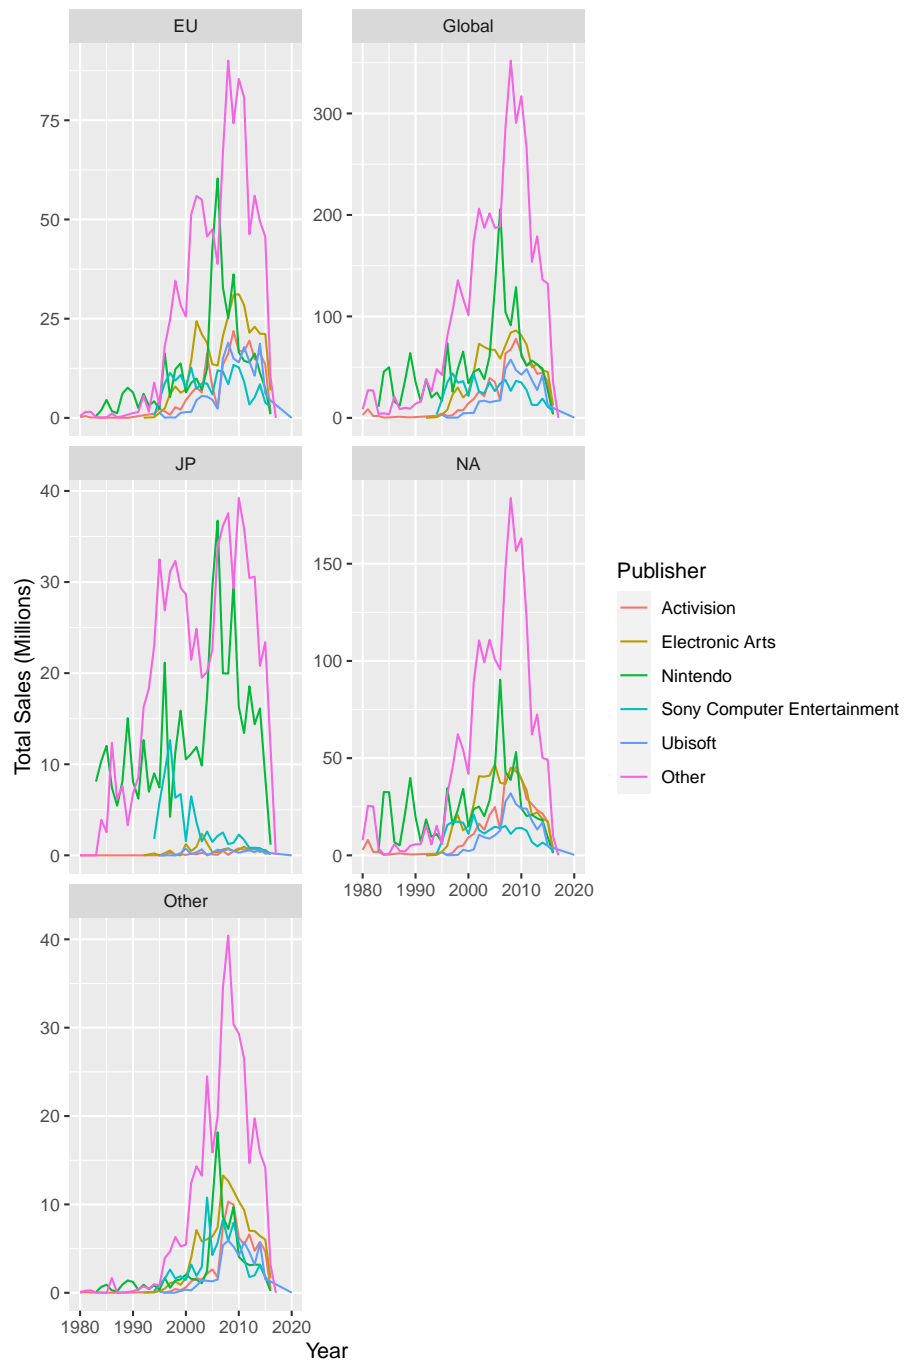 EU
Global
75
50
25
0
300
200
100
0
JP
NA
40
30
20
10
0
150
100
50
0
1980
1990
2000
2010
2020
Other
40
30
20
10
0
1980
1990
2000
2010
2020
Year
Total Sales (Millions)
Publisher
Activision
Electronic Arts
Nintendo
Sony Computer Entertainment
Ubisoft
Other